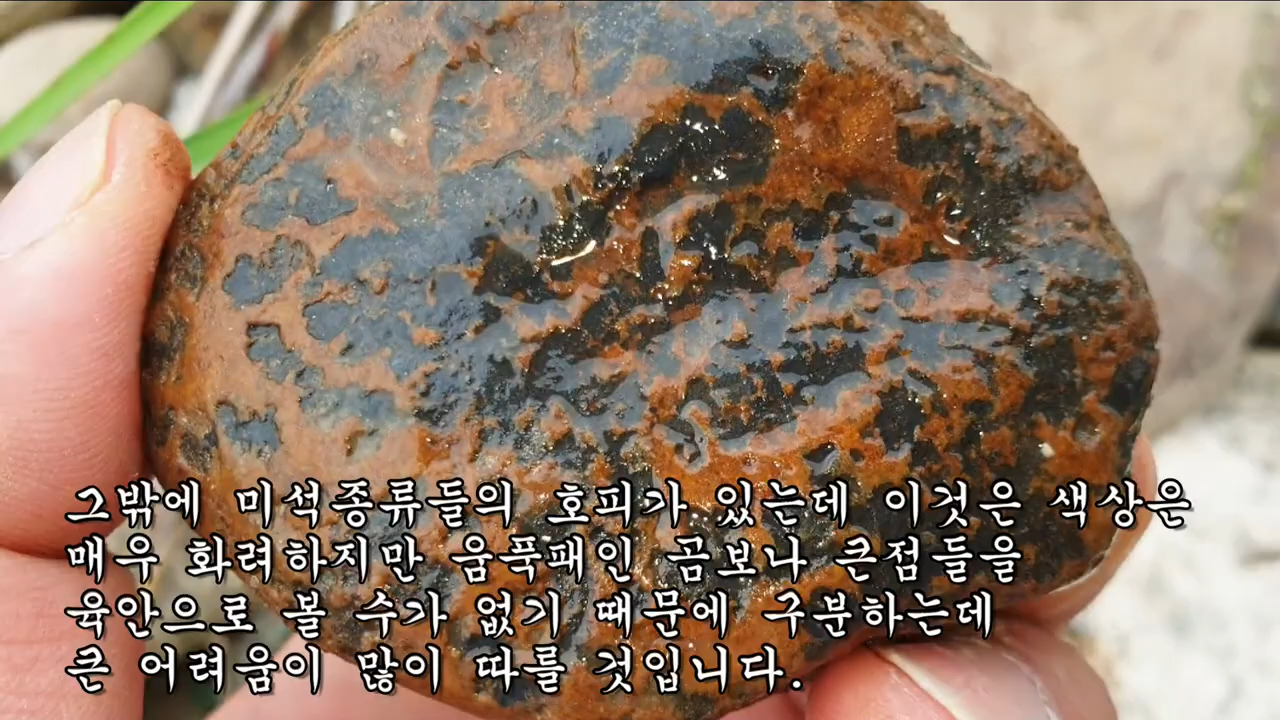 그밖에 미석종류들의 호피가 있는데 이것은 색상은
매우 화려하지만 움푹패인 곰보나 큰점들을
육안으로 볼 수가 없기 때문에 구분하는데
큰 어려움이 많이 따를 것입니다.